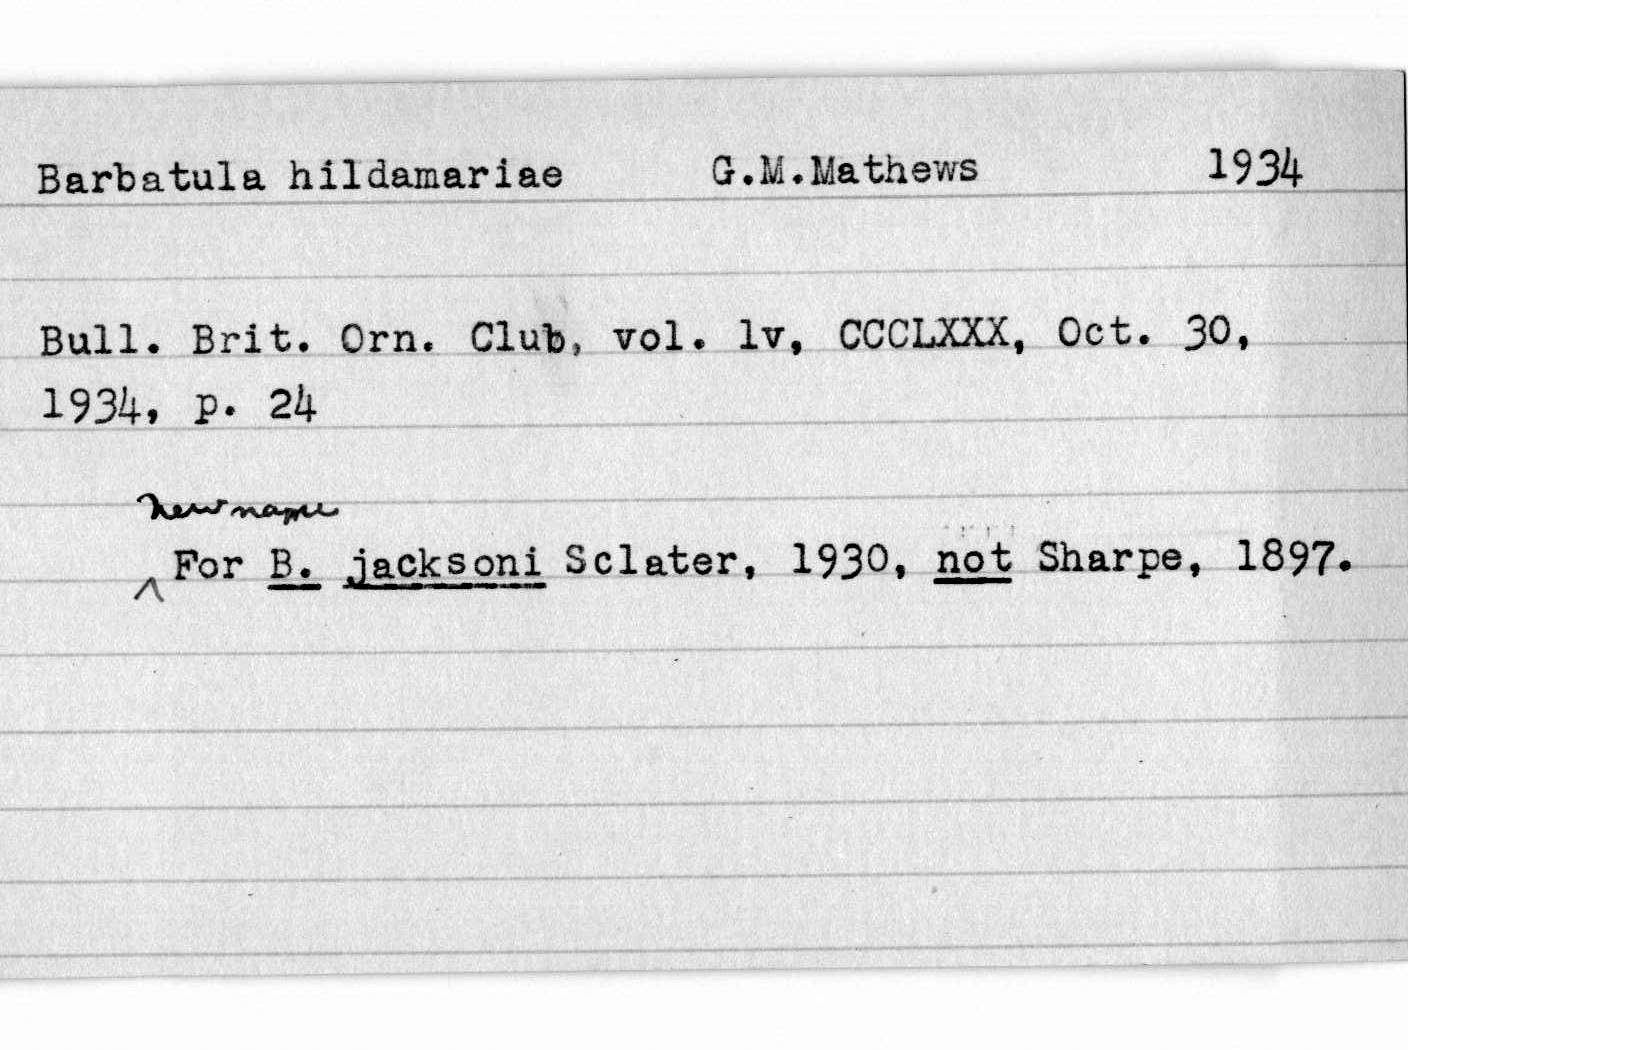 Barbatula hildamariae G.M.Mathews 1934
Bull. Brit. Orn. Club, vol. lv, CCCLXXX, Oct. 30,
1934, p. 24
New name
^ For B. jacksoni Sclater, 1930, not Sharpe, 1897.